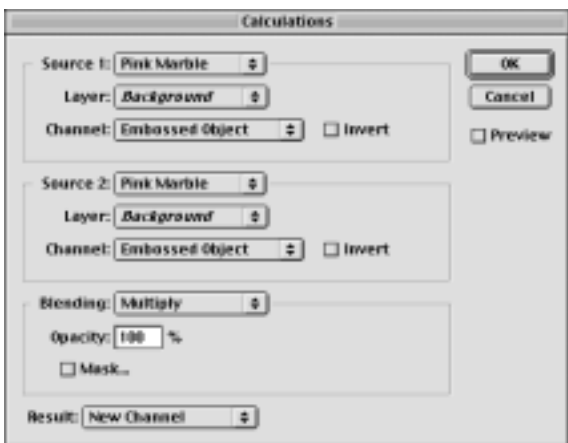 Calculations
Source 1: Pink Marble
OK
Layer: Background
Cancel
Channel: Embossed Object Invert
Preview
Source 2: Pink Marble
Layer: Background
Channel: Embossed Object Invert
Blending: Multiply
Opacity: 100 %
Mask...
Result: New Channel